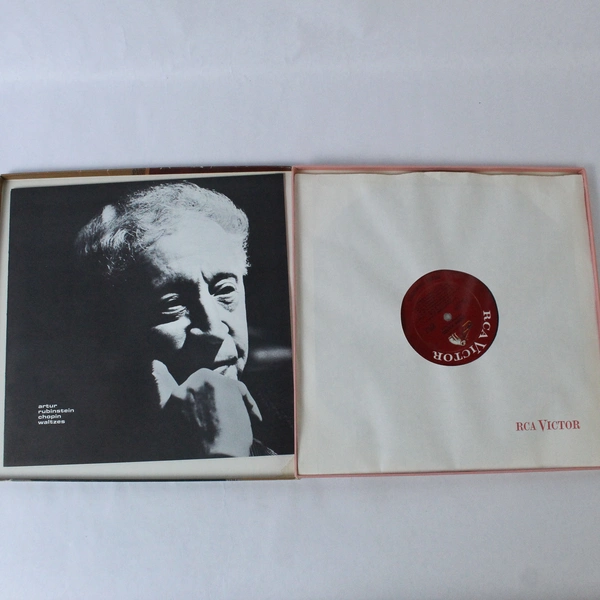 artur
rubinstein
chopin
waltzes
RCA VICTOR
RCA VICTOR